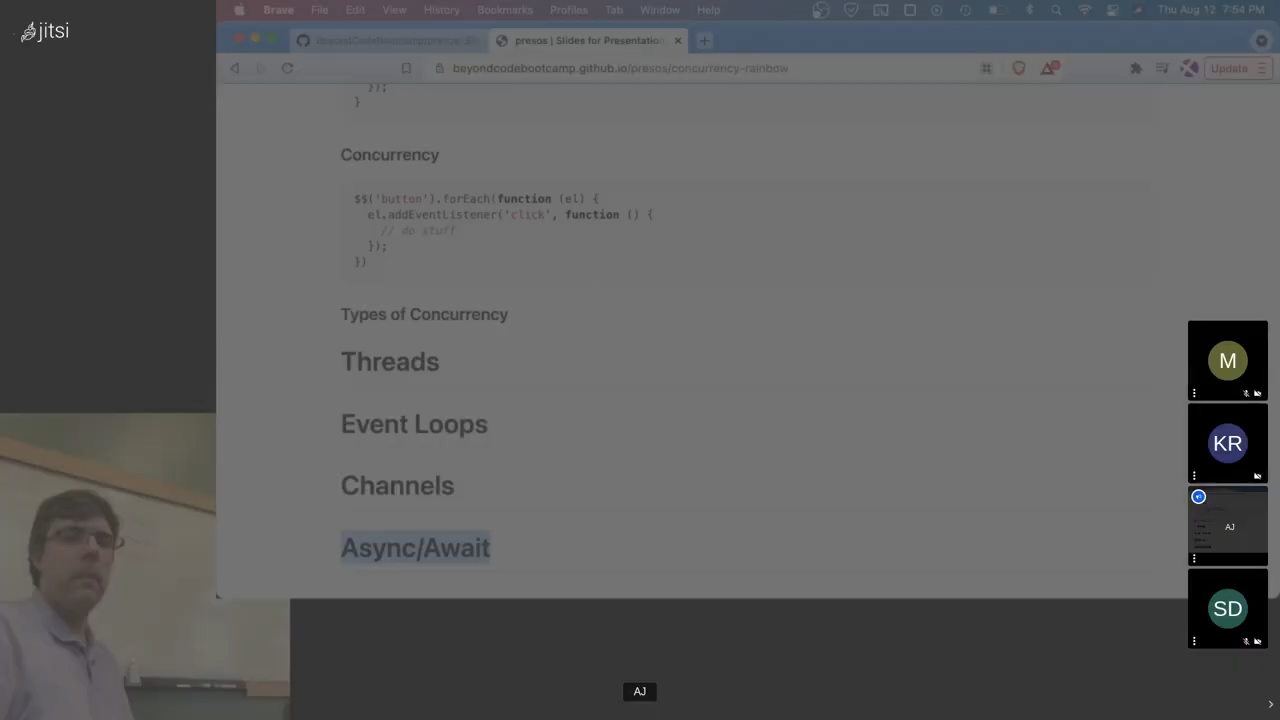 jitsi
Brave File Edit View History Bookmarks Profiles Tab Window Help Thu Aug 12 7:54 PM
presos | Slides for Presentation
beyondcodebootcamp.github.io/presos/concurrency-rainbow Update
});
}
Concurrency
$$('button').forEach(function (el) {
el.addEventListener('click', function () {
// do stuff
});
})
Types of Concurrency
Threads
Event Loops
Channels
Async/Await
M
KR
AJ
SD
AJ